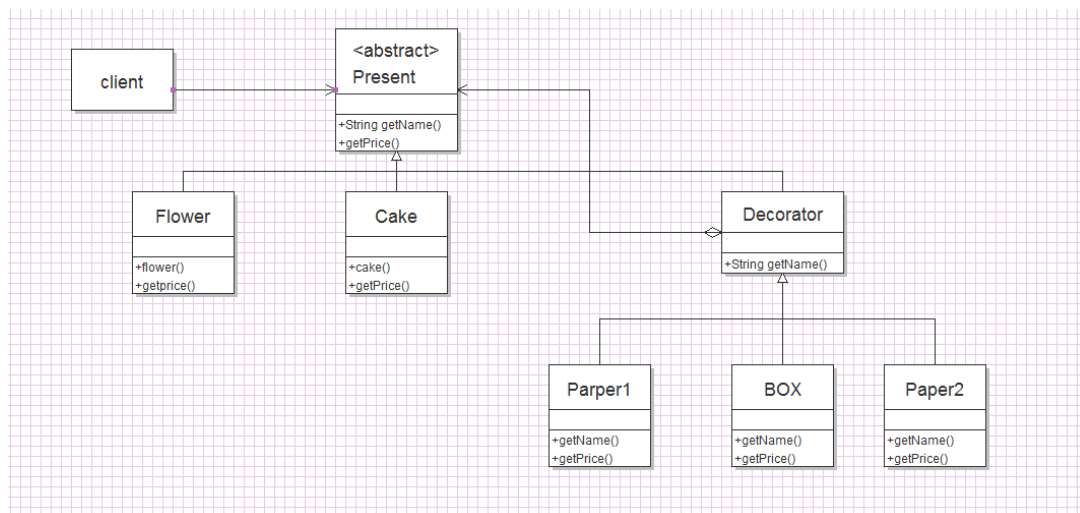 client
<abstract>
Present
+String getName()
+getPrice()
Flower
+flower()
+getprice()
Cake
+cake()
+getPrice()
Decorator
+String getName()
Parper1
+getName()
+getPrice()
BOX
+getName()
+getPrice()
Paper2
+getName()
+getPrice()